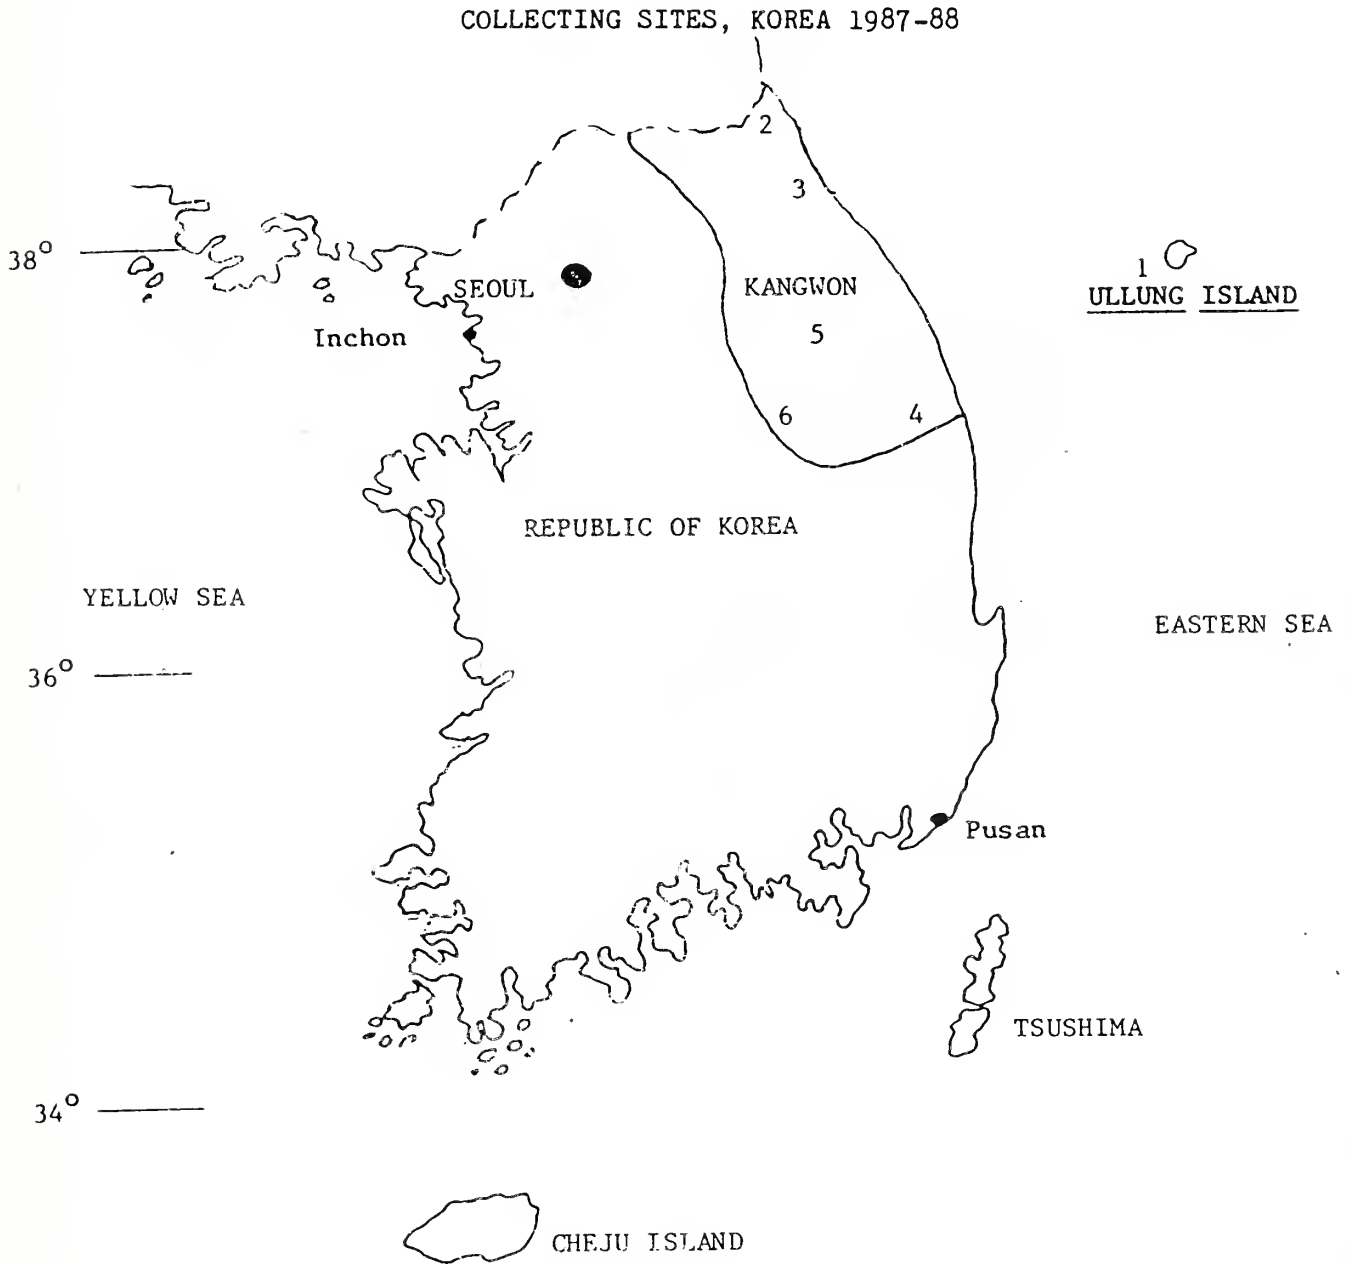 COLLECTING SITES, KOREA 1987-88
2
3
38°
1
SEOUL
KANGWON
ULLUNG ISLAND
Inchon
5
6
4
REPUBLIC OF KOREA
YELLOW SEA
EASTERN SEA
36°
Pusan
TSUSHIMA
34°
CHEJU ISLAND